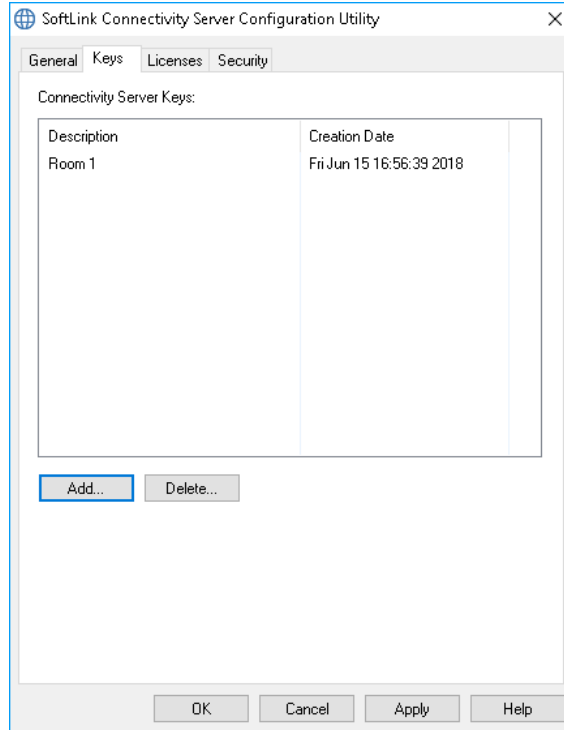 SoftLink Connectivity Server Configuration Utility
General Keys Licenses Security
Connectivity Server Keys:
Description Creation Date
Room 1 Fri Jun 15 16:56:39 2018
Add... Delete...
OK Cancel Apply Help